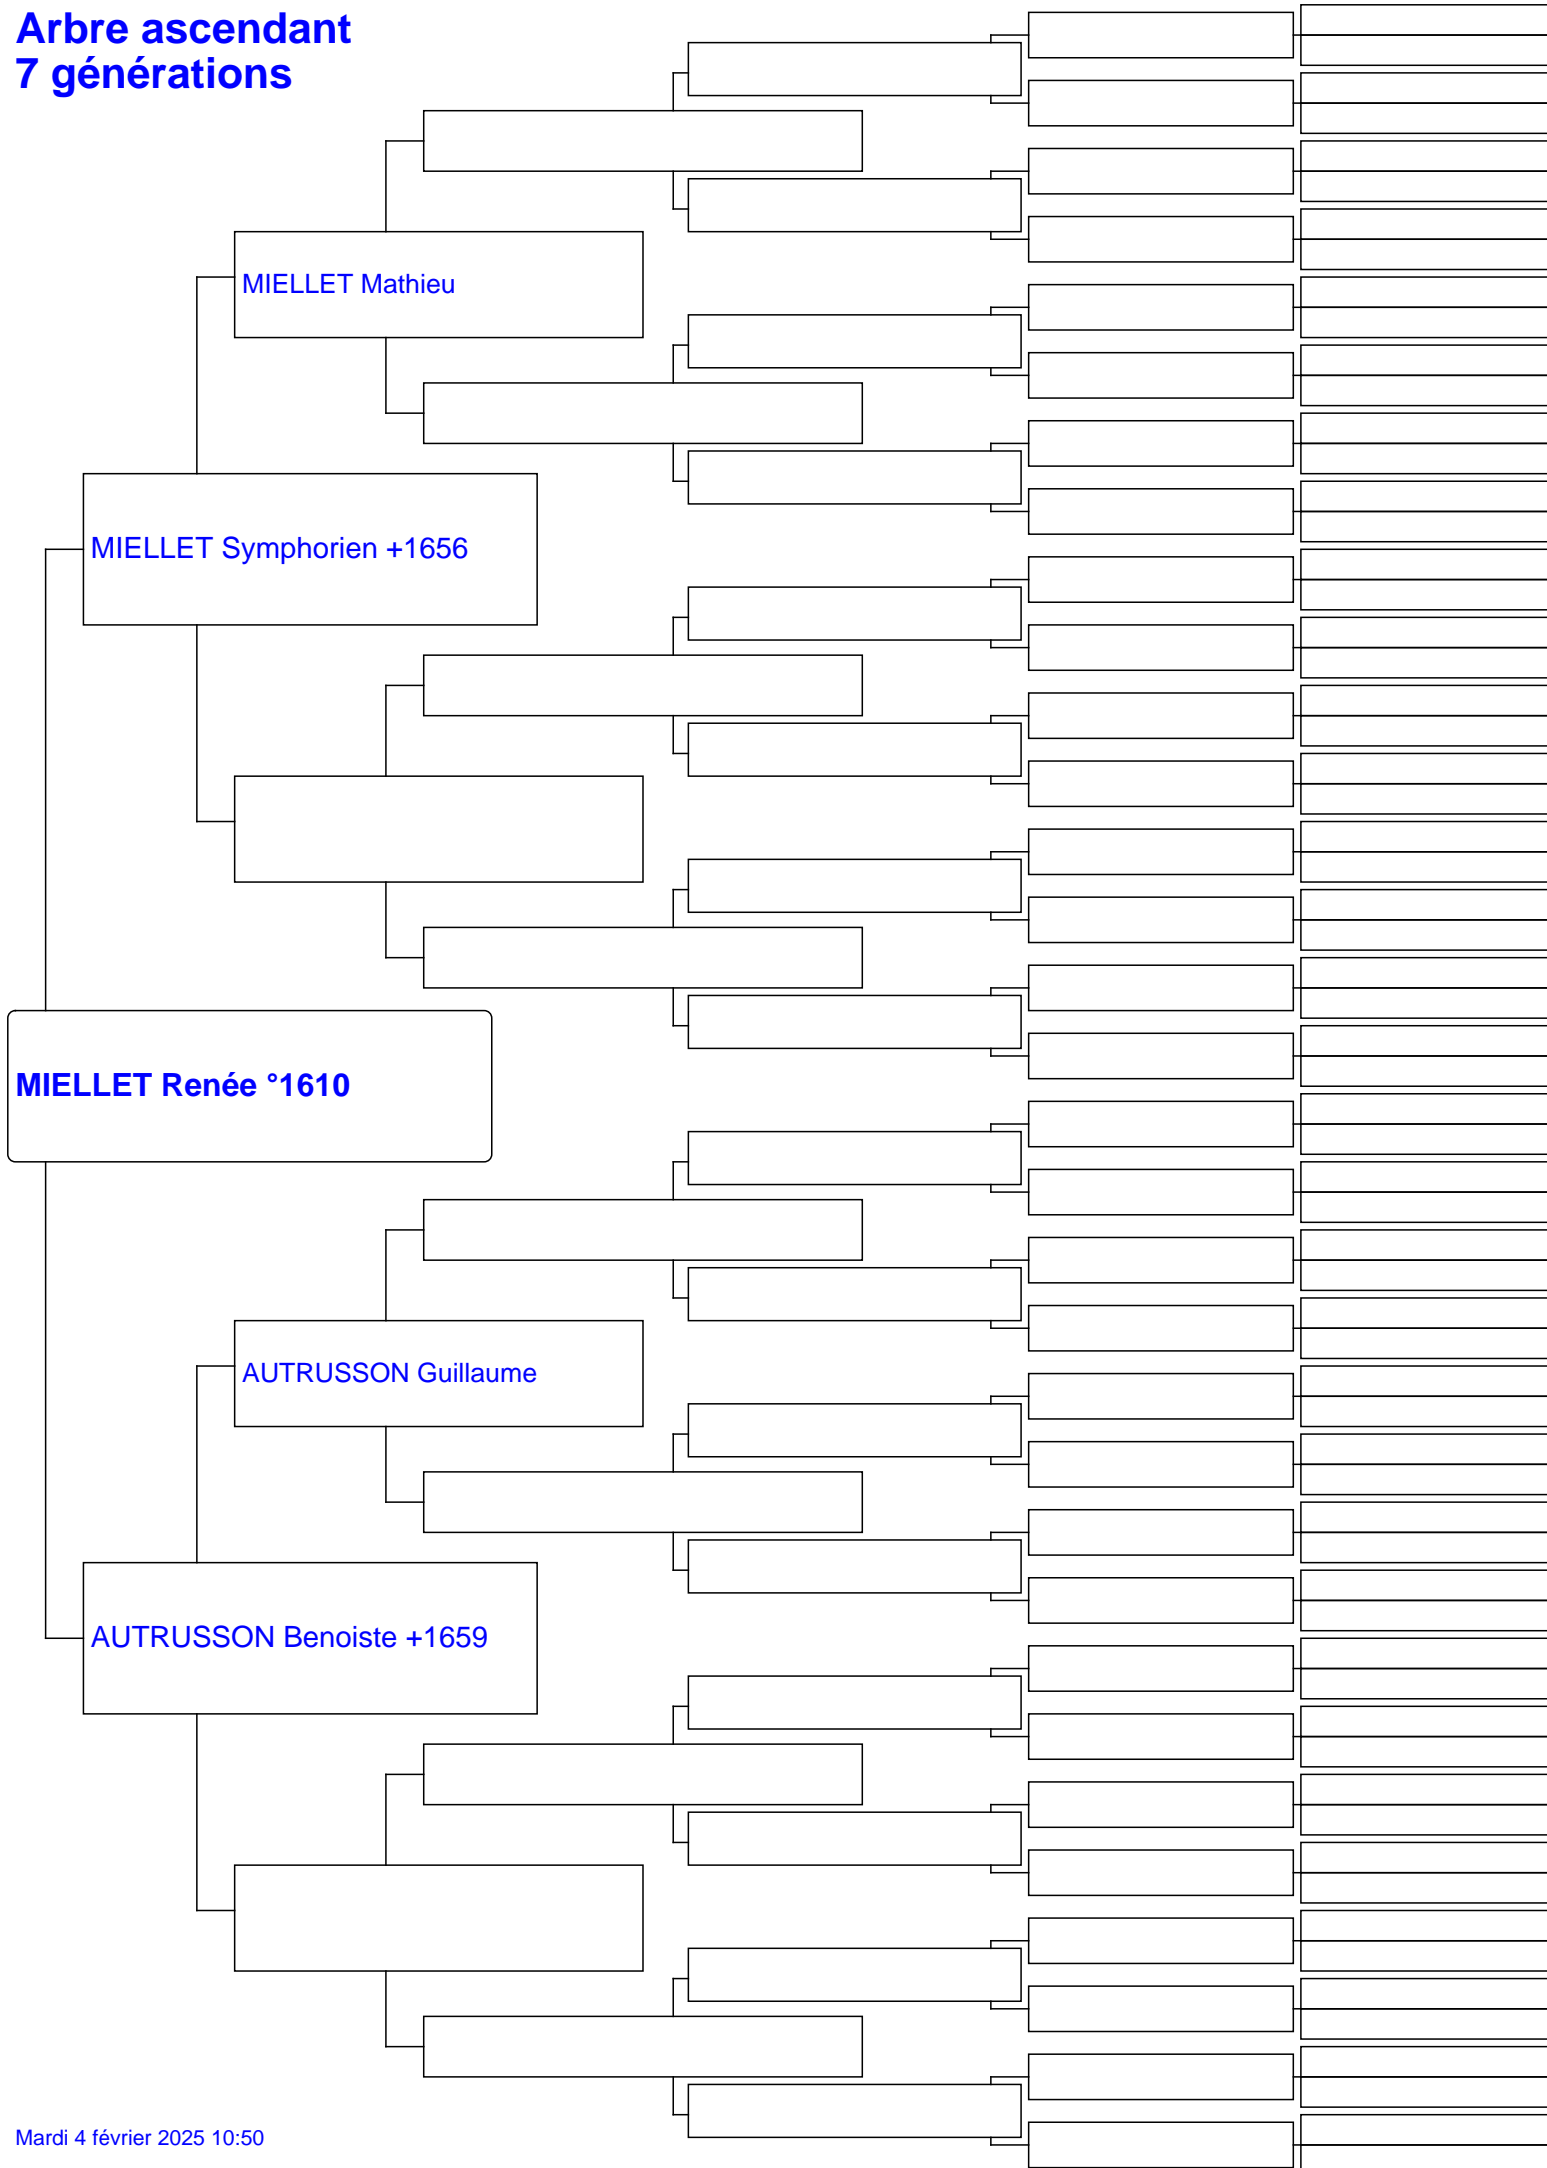 Arbre ascendant
7 générations
MIELLET Mathieu
MIELLET Symphorien +1656
MIELLET Renée °1610
AUTRUSSON Guillaume
AUTRUSSON Benoiste +1659
Mardi 4 février 2025 10:50